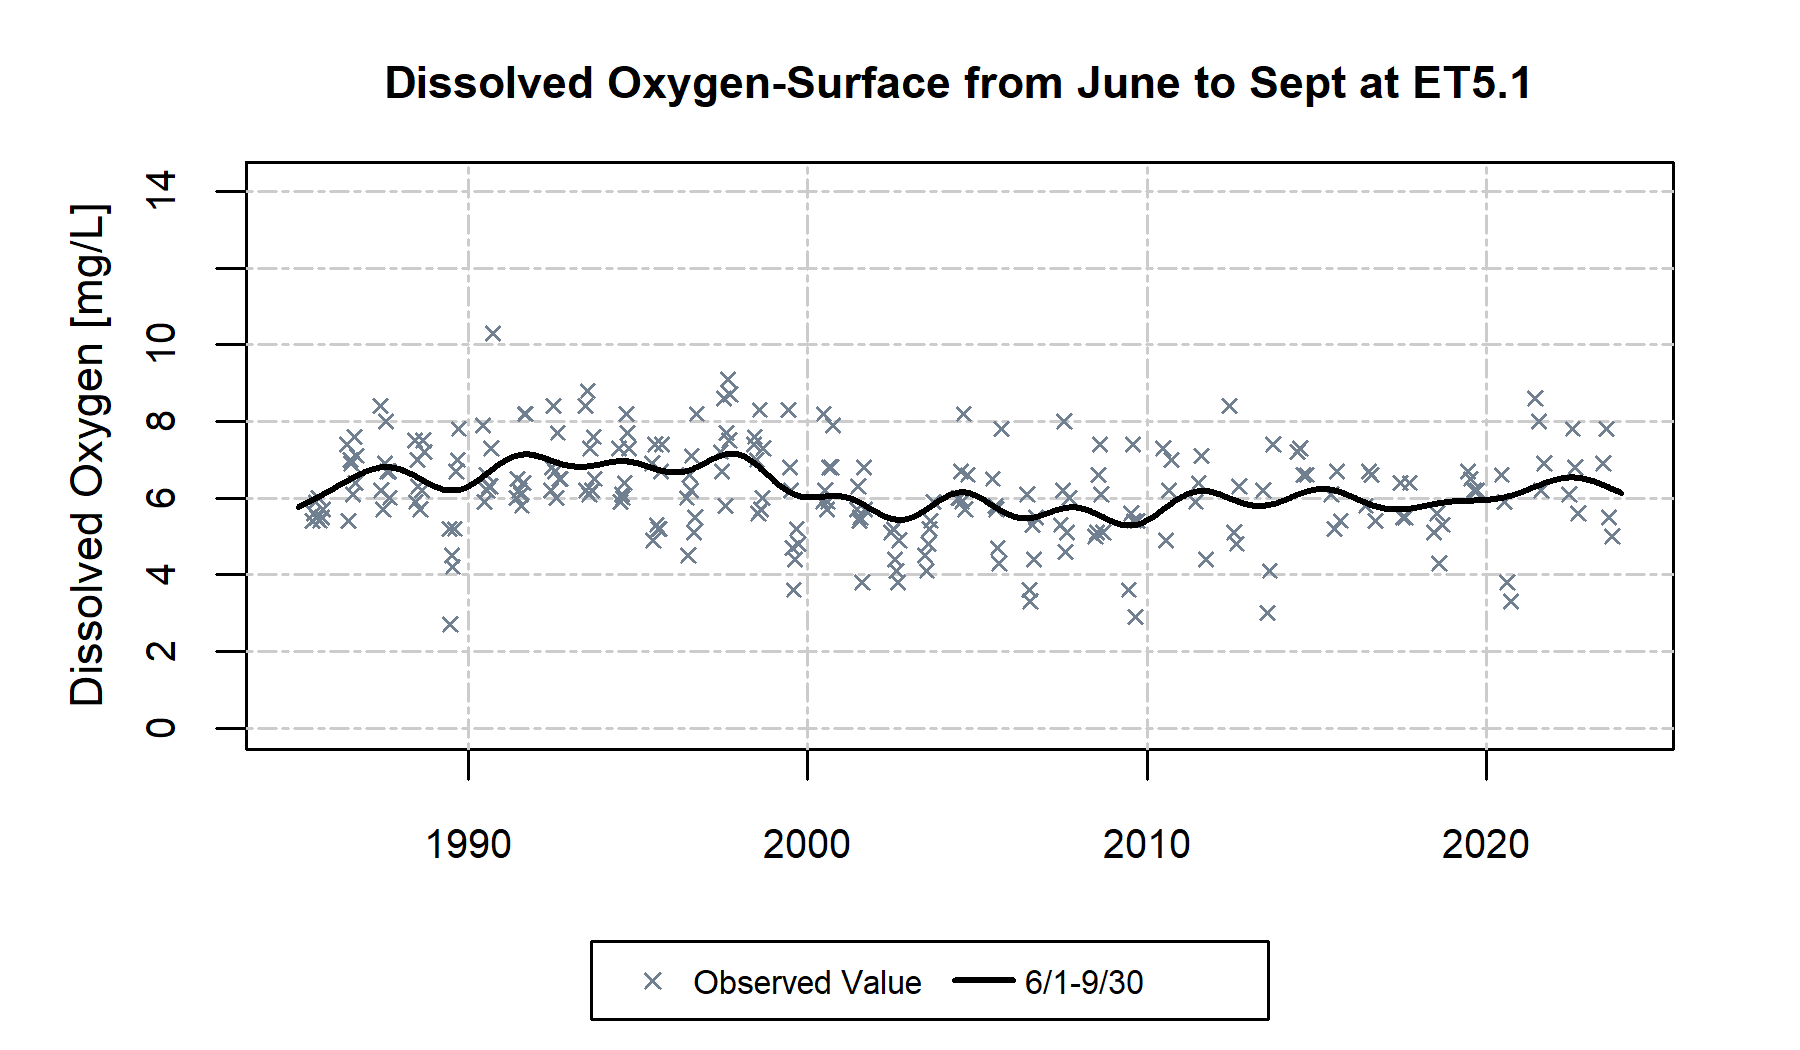 Dissolved Oxygen-Surface from June to Sept at ET5.1
Dissolved Oxygen [mg/L]
14
10
8
6
4
2
0
1990 2000 2010 2020
Observed Value 6/1-9/30